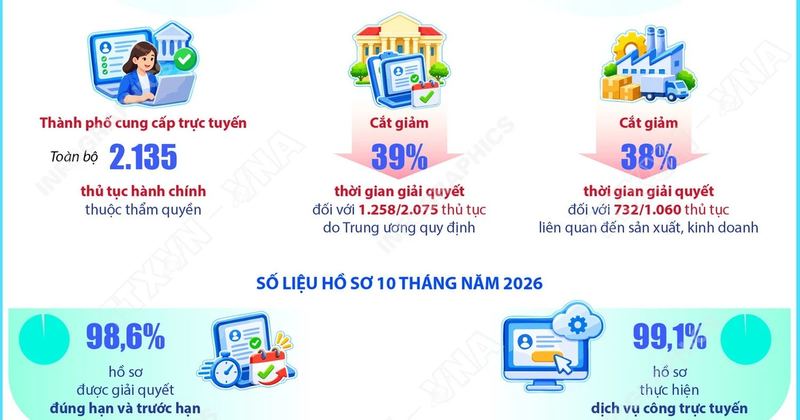 Thành phố cung cấp trực tuyến
Toàn bộ 2.135
thủ tục hành chính
thuộc thẩm quyền
Cắt giảm
39%
thời gian giải quyết
đối với 1.258/2.075 thủ tục
do Trung ương quy định
Cắt giảm
38%
thời gian giải quyết
đối với 732/1.060 thủ tục
liên quan đến sản xuất, kinh doanh
SỐ LIỆU HỒ SƠ 10 THÁNG NĂM 2026
98,6%
hồ sơ
được giải quyết
đúng hạn và trước hạn
99,1%
hồ sơ
thực hiện
dịch vụ công trực tuyến